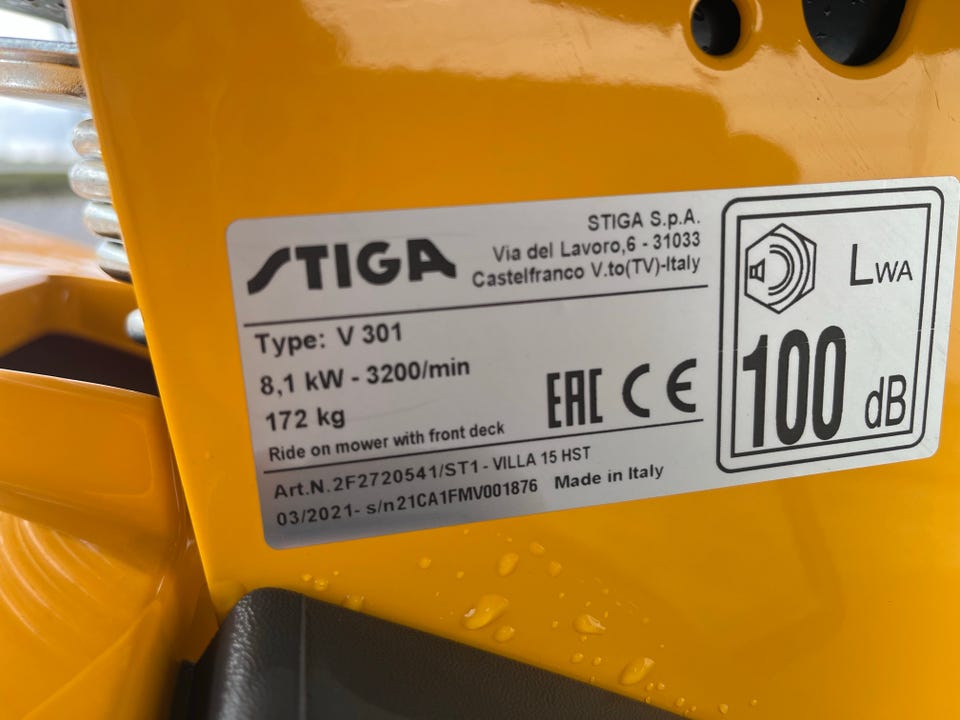 STIGA
STIGA S.p.A.
Via del Lavoro,6 - 31033
Castelfranco V.to(TV)-Italy
Type: V 301
8,1 kW - 3200/min
172 kg
Ride on mower with front deck
EAC CE
Art.N.2F2720541/ST1 - VILLA 15 HST
03/2021- s/n21CA1FMV001876 Made in Italy
LWA
100 dB